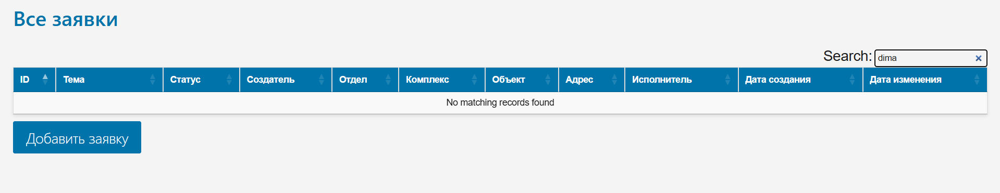 Все заявки
Search: dima
ID Тема Статус Создатель Отдел Комплекс Объект Адрес Исполнитель Дата создания Дата изменения
No matching records found
Добавить заявку